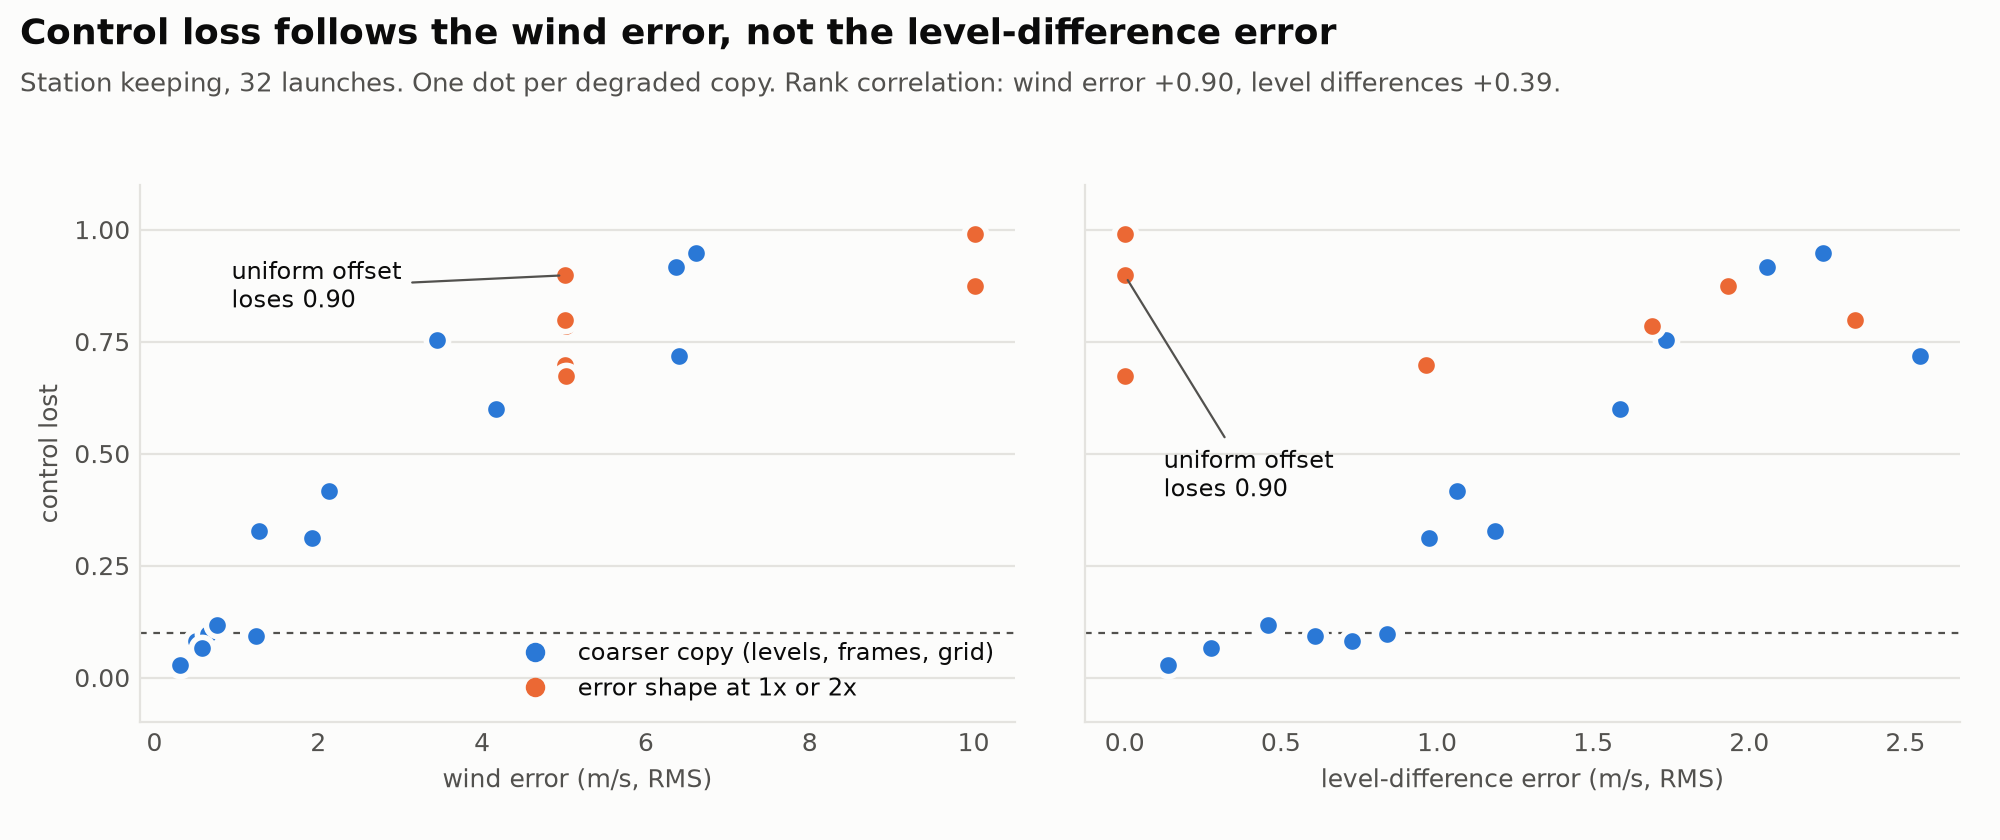 Control loss follows the wind error, not the level-difference error
Station keeping, 32 launches. One dot per degraded copy. Rank correlation: wind error +0.90, level differences +0.39.
control lost
1.00
0.75
0.50
0.25
0.00
uniform offset
loses 0.90
coarser copy (levels, frames, grid)
error shape at 1x or 2x
0
2
4
6
8
10
wind error (m/s, RMS)
uniform offset
loses 0.90
0.0
0.5
1.0
1.5
2.0
2.5
level-difference error (m/s, RMS)